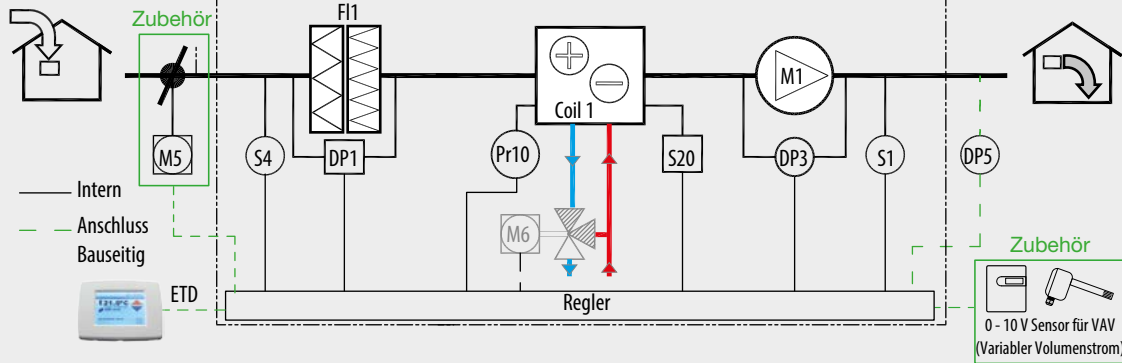 Zubehör
Fl1
M1
Coil 1
M5
S4
DP1
Pr10
S20
DP3
S1
DP5
Intern
Anschluss
Bauseitig
M6
Zubehör
ETD
Regler
0 - 10 V Sensor für VAV
(Variabler Volumenstrom)